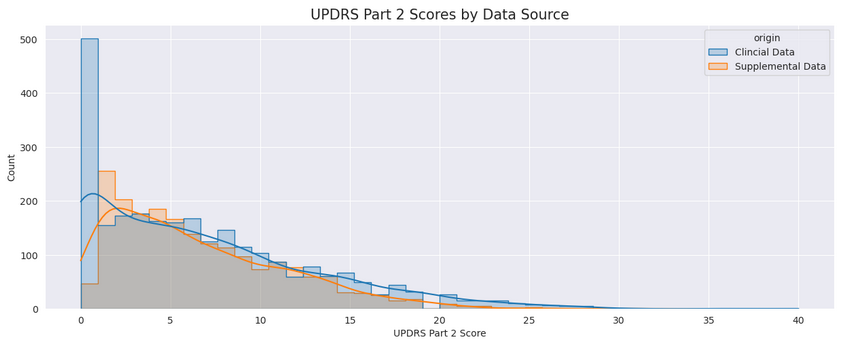 UPDRS Part 2 Scores by Data Source
origin
Clincial Data
Supplemental Data
500
400
300
200
100
0
Count
0 5 10 15 20 25 30 35 40
UPDRS Part 2 Score